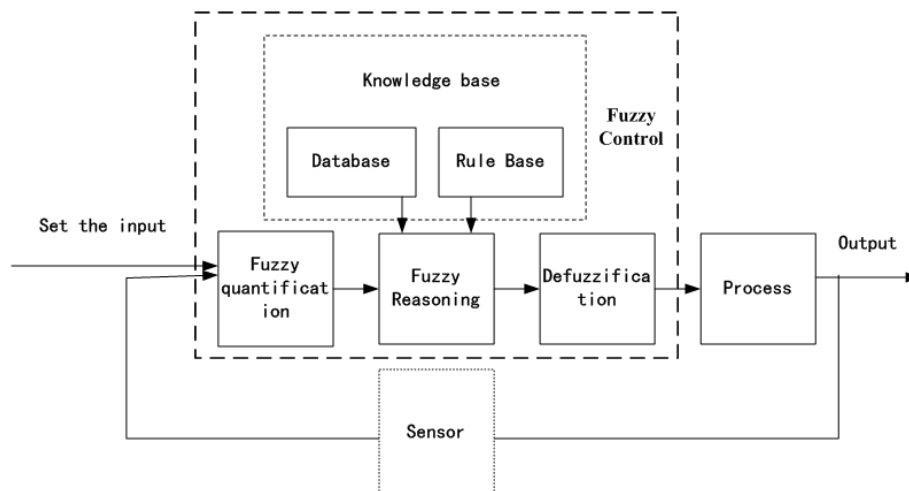 Knowledge base
Fuzzy
Control
Database
Rule Base
Set the input
Output
Fuzzy
quantificat
ion
Fuzzy
Reasoning
Defuzzifica
tion
Process
Sensor